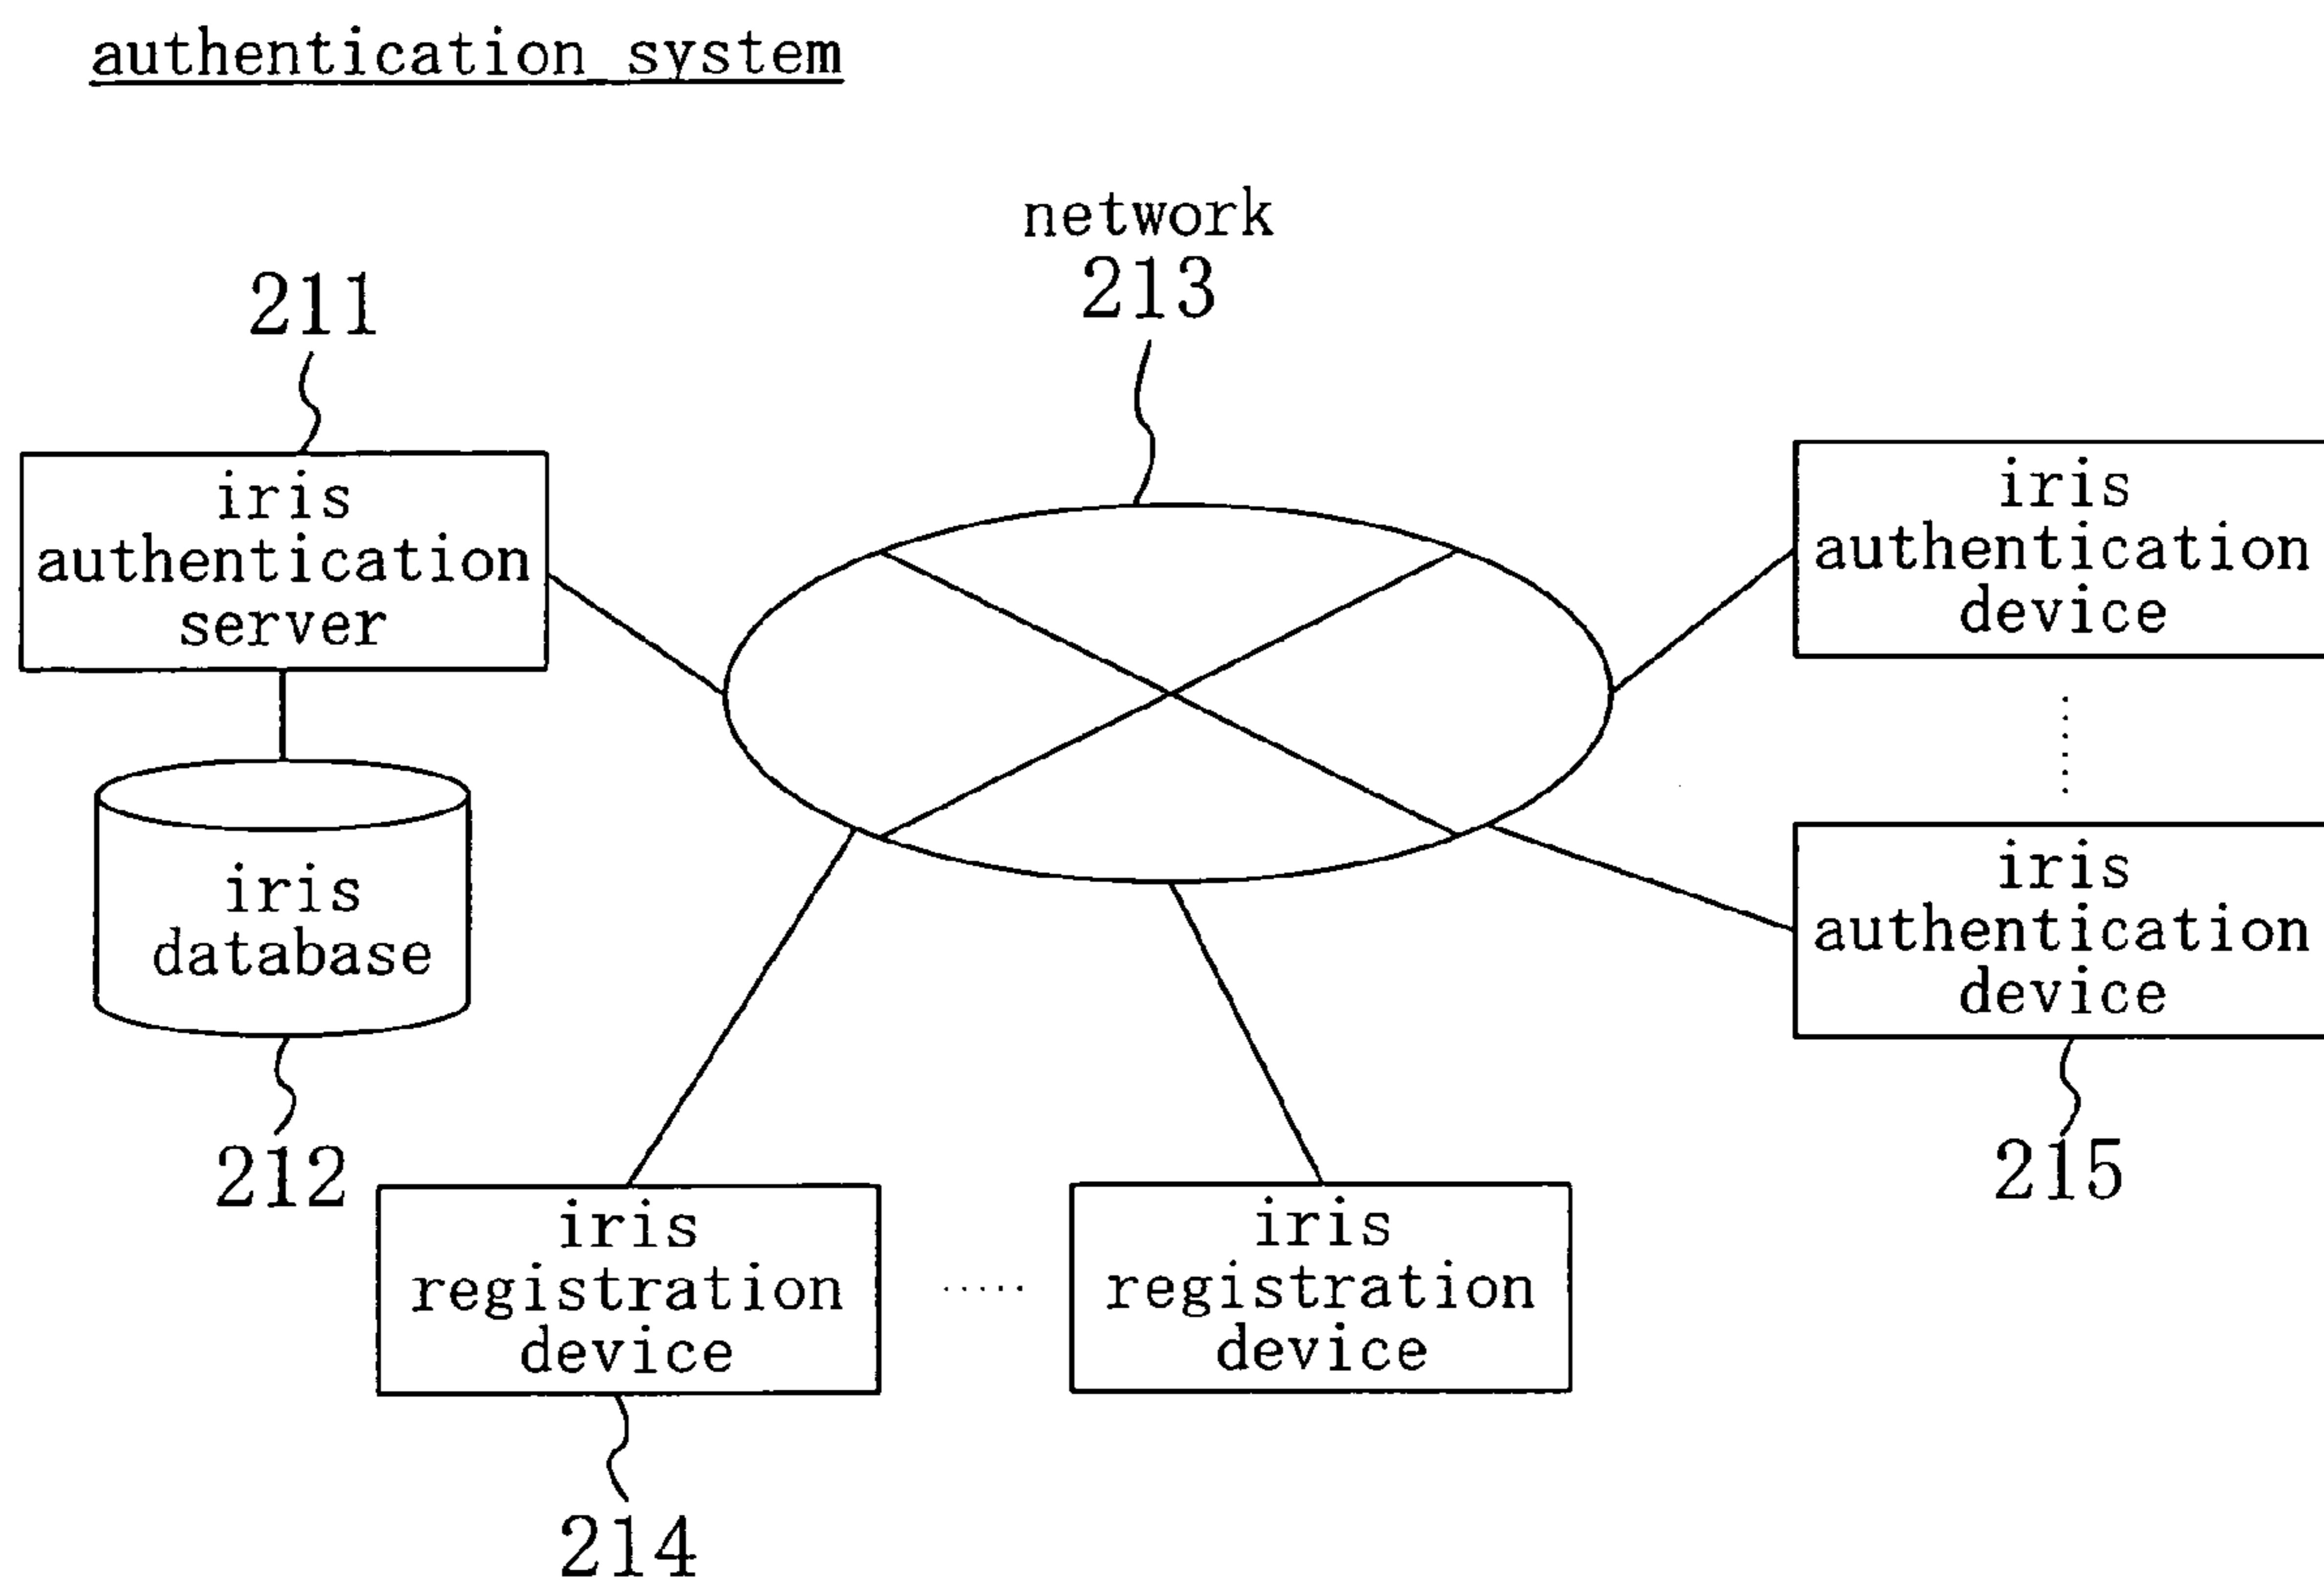 authentication system
network
213
211
iris
authentication
server
iris
authentication
device
iris
database
iris
authentication
device
212
215
iris
registration
device
.....
iris
registration
device
214